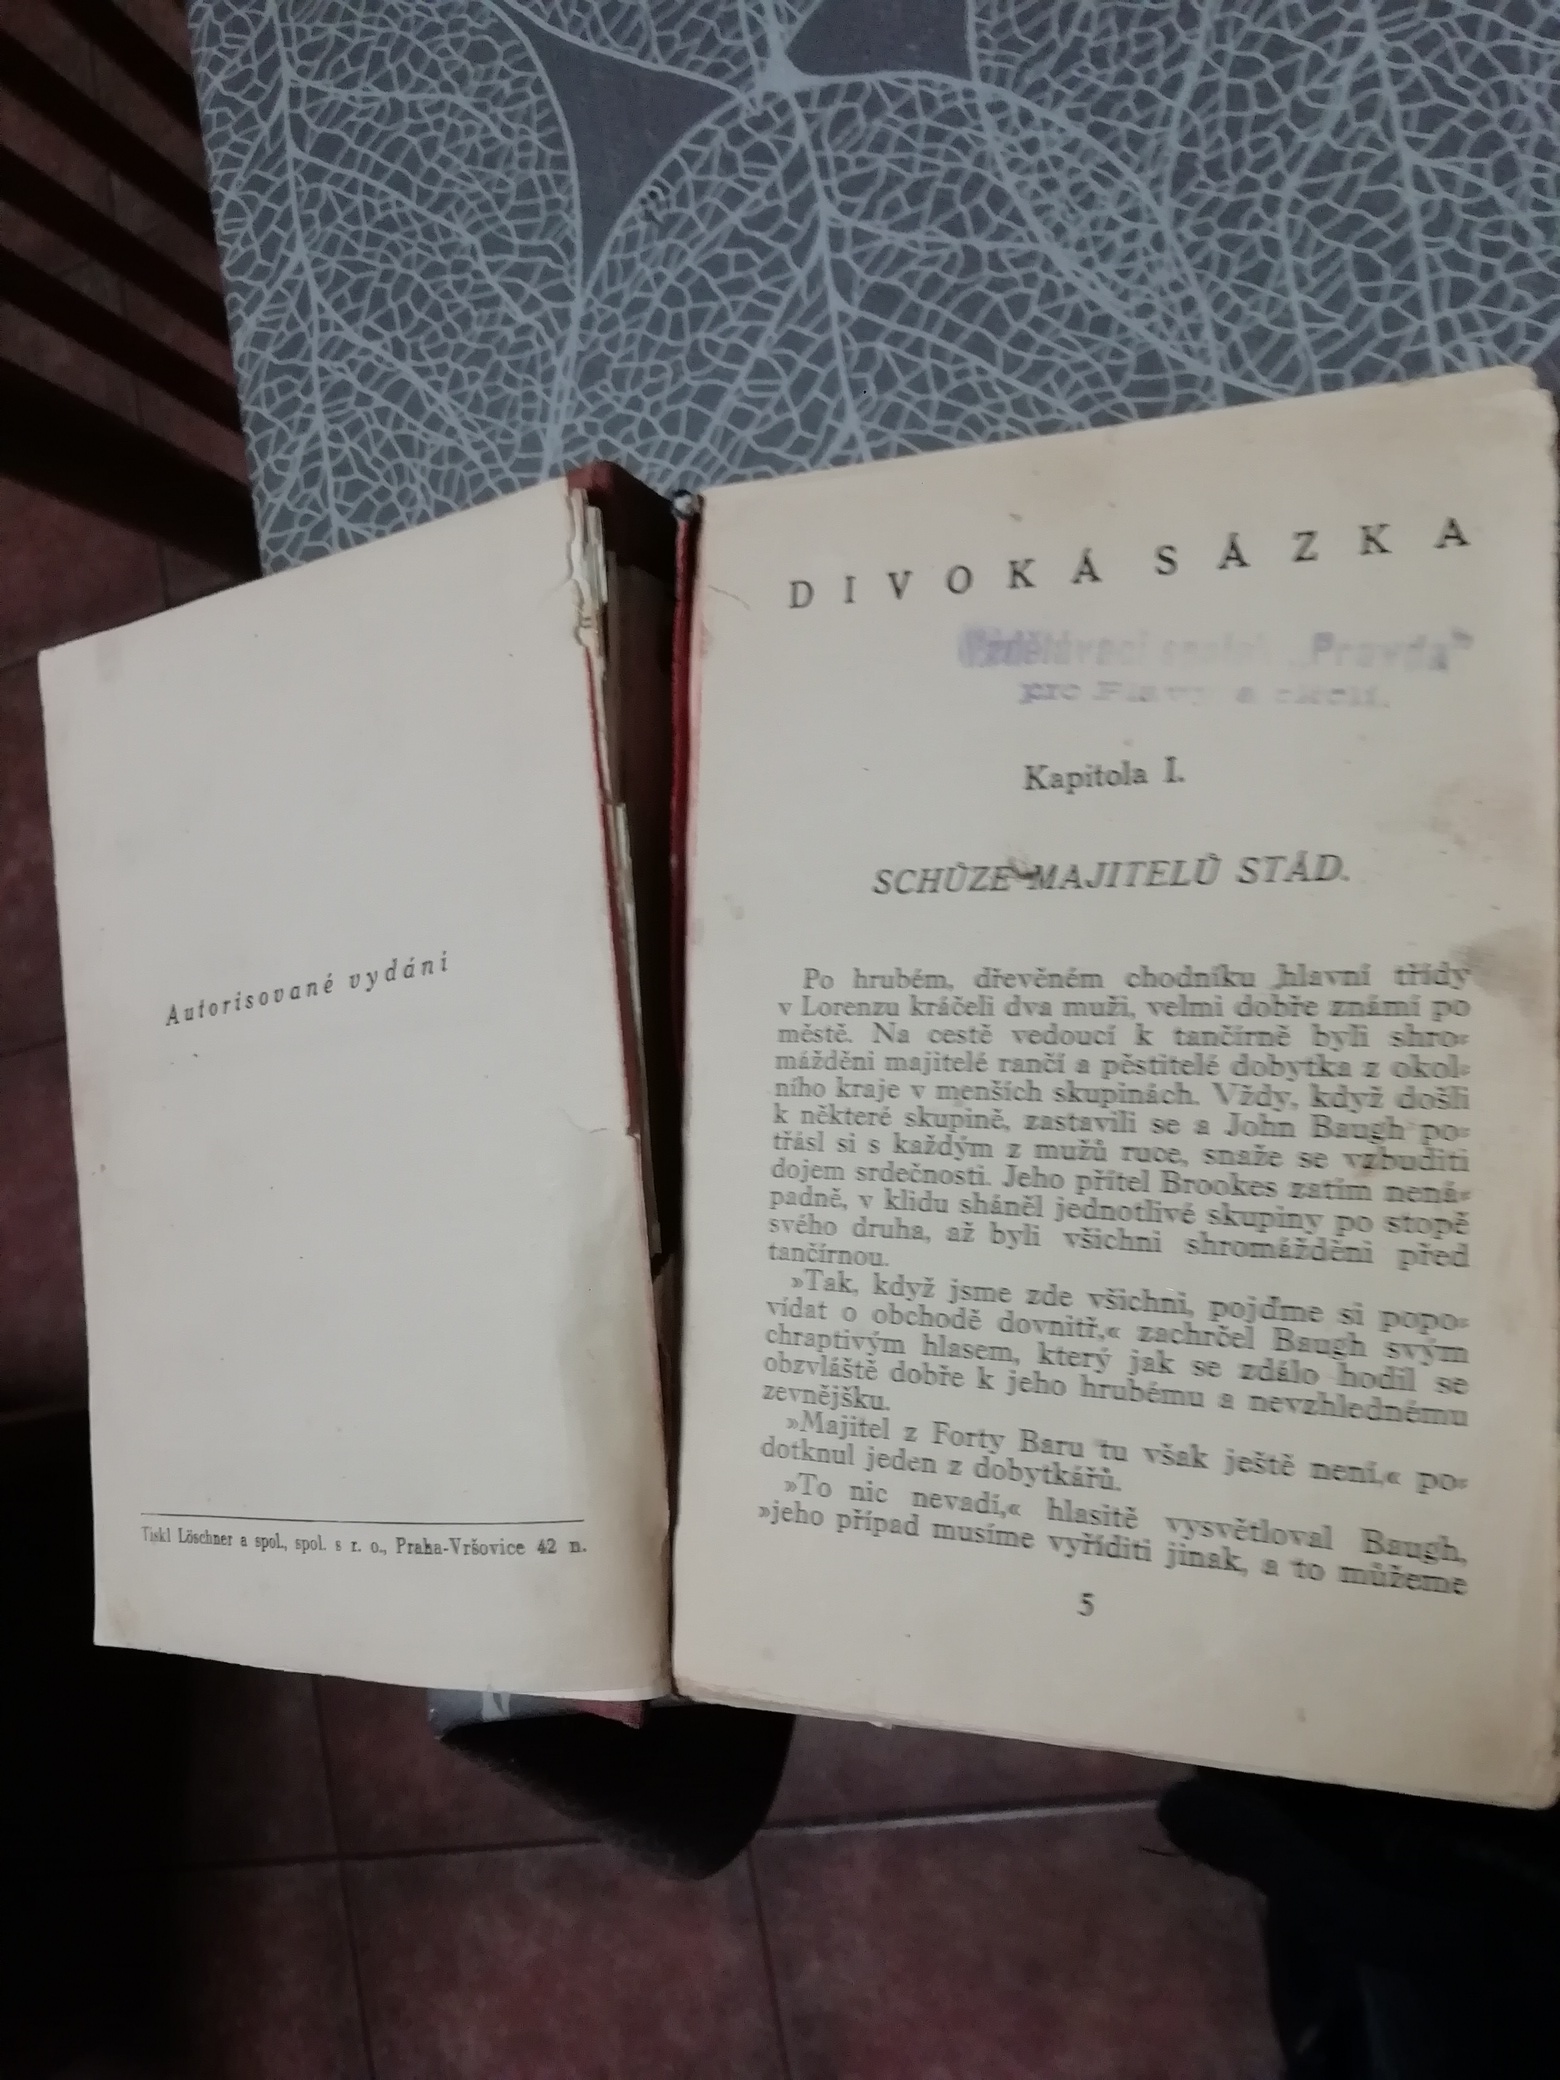 Autorisované vydání
Tiskl Löschner a spol., spol. s r. o., Praha-Vršovice 42 n.
DIVOKÁ SÁZKA
Vzdělávací spolek „Pravda“
pro a okolí.
Kapitola I.
SCHŮZE MAJITELŮ STÁD.
Po hrubém, dřevěném chodníku hlavní třídy
v Lorenzu kráčeli dva muži, velmi dobře známí po
městě. Na cestě vedoucí k tančírně byli shro-
mážděni majitelé rančí a pěstitelé dobytka z okol-
ního kraje v menších skupinách. Vždy, když došli
k některé skupině, zastavili se a John Baugh po-
třásl si s každým z mužů ruce, snaže se vzbuditi
dojem srdečnosti. Jeho přítel Brookes zatím nená-
padně, v klidu sháněl jednotlivé skupiny po stopě
svého druha, až byli všichni shromážděni před
tančírnou.
»Tak, když jsme zde všichni, pojďme si popo-
vídat o obchodě dovnitř,« zachrčel Baugh svým
chraptivým hlasem, který jak se zdálo hodil se
obzvláště dobře k jeho hrubému a nevzhlednému
zevnějšku.
»Majitel z Forty Baru tu však ještě není,« po-
dotknul jeden z dobytkářů.
»To nic nevadí,« hlasitě vysvětloval Baugh,
»jeho případ musíme vyříditi jinak, a to můžeme
5